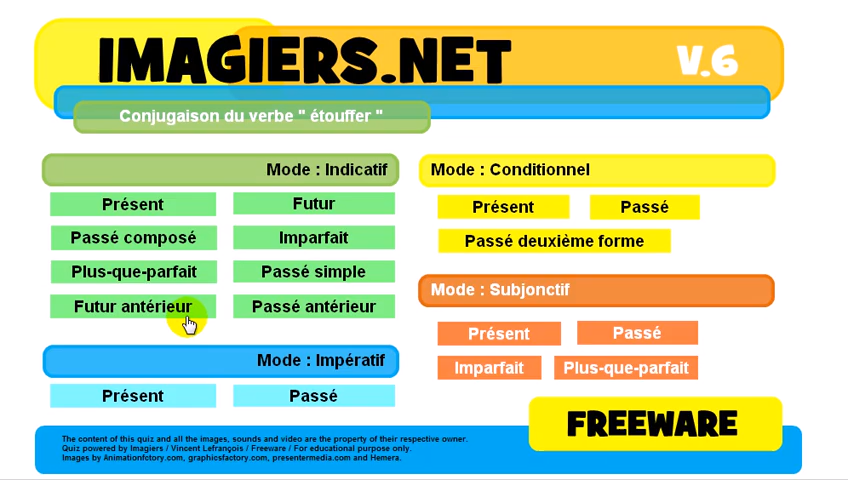 IMAGIERS.NET
V.6
Conjugaison du verbe " étouffer "
Mode : Indicatif
Présent
Futur
Passé composé
Imparfait
Plus-que-parfait
Passé simple
Futur antérieur
Passé antérieur
Mode : Impératif
Présent
Passé
Mode : Conditionnel
Présent
Passé
Passé deuxième forme
Mode : Subjonctif
Présent
Passé
Imparfait
Plus-que-parfait
FREEWARE
The content of this quiz and all the images, sounds and video are the property of their respective owner.
Quiz powered by Imagiers / Vincent Lefrançois / Freeware / For educational purpose only.
Images by Animationfctory.com, graphicsfactory.com, presentermedia.com and Hemera.